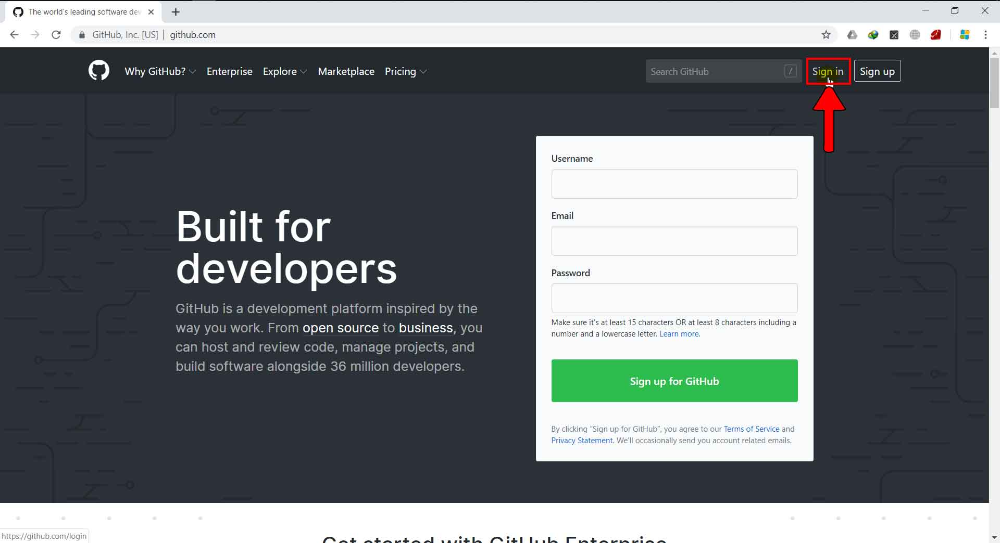 The world's leading software dev
GitHub, Inc. [US] | github.com
Why GitHub? Enterprise Explore Marketplace Pricing Search GitHub / Sign in Sign up
Username
Email
Built for
developers
Password
GitHub is a development platform inspired by the
way you work. From open source to business, you
can host and review code, manage projects, and
build software alongside 36 million developers.
Make sure it's at least 15 characters OR at least 8 characters including a
number and a lowercase letter. Learn more.
Sign up for GitHub
By clicking "Sign up for GitHub", you agree to our Terms of Service and
Privacy Statement. We'll occasionally send you account related emails.
Get started with GitHub Enterprise
https://github.com/login